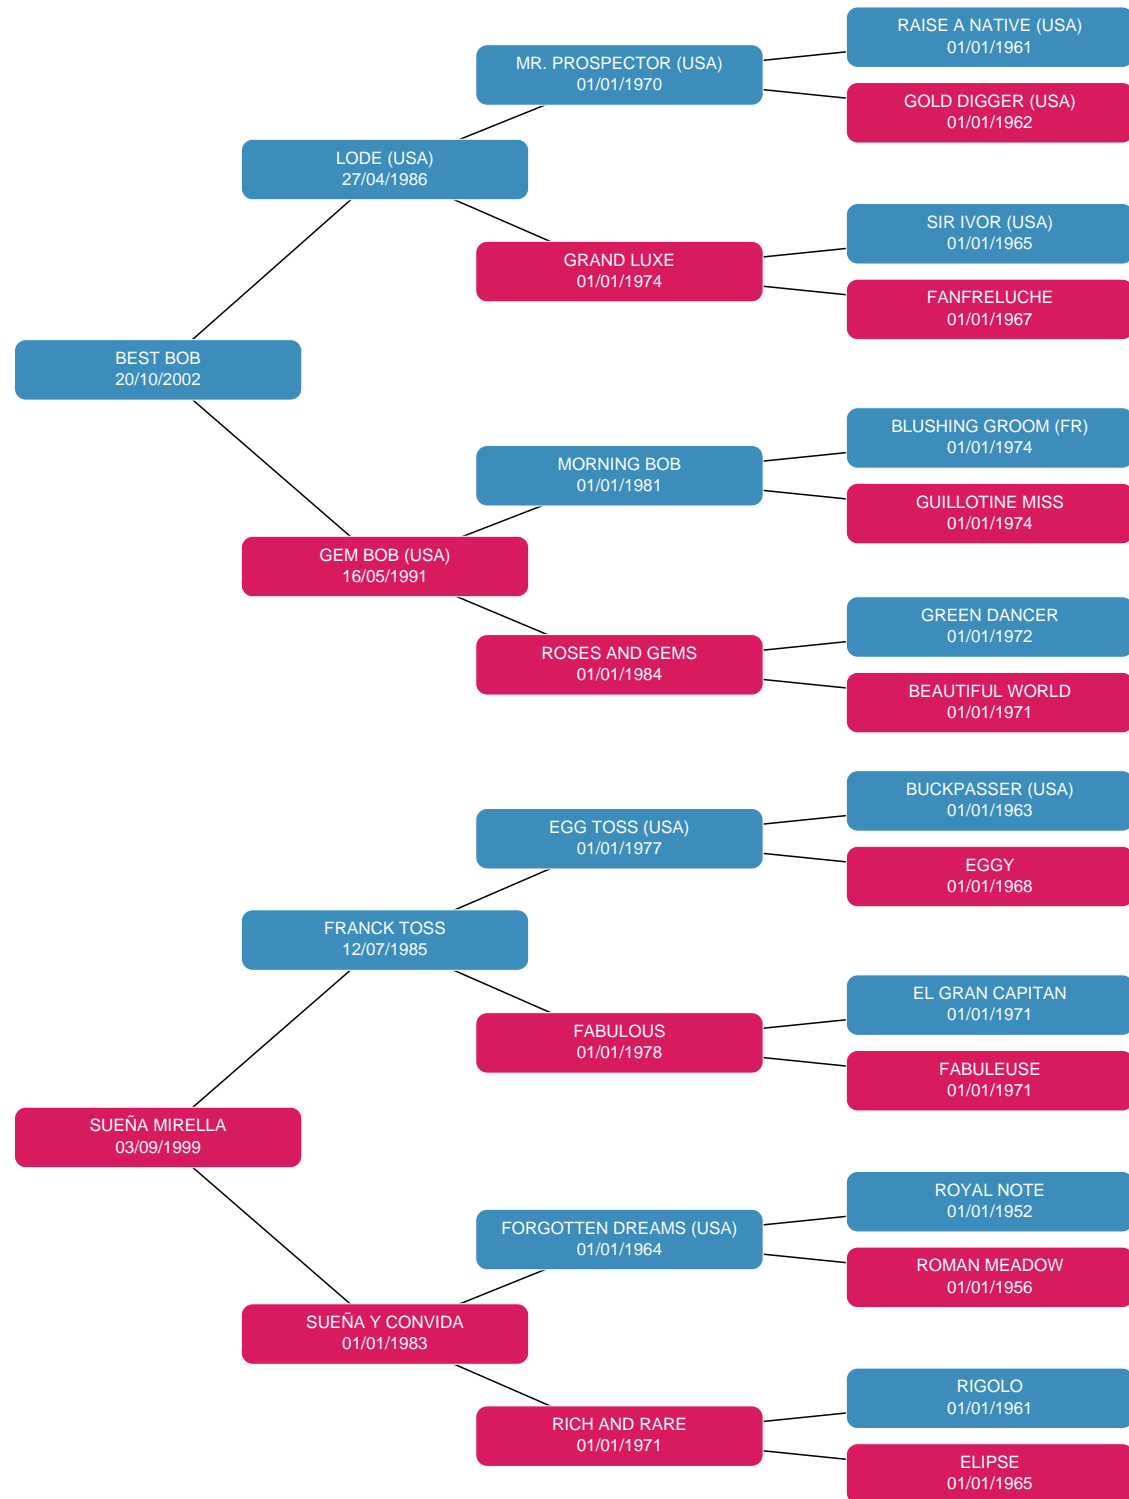 RAISE A NATIVE (USA)
01/01/1961
MR. PROSPECTOR (USA)
01/01/1970
GOLD DIGGER (USA)
01/01/1962
LODE (USA)
27/04/1986
SIR IVOR (USA)
01/01/1965
GRAND LUXE
01/01/1974
FANFRELUCHE
01/01/1967
BEST BOB
20/10/2002
BLUSHING GROOM (FR)
01/01/1974
MORNING BOB
01/01/1981
GUILLOTINE MISS
01/01/1974
GEM BOB (USA)
16/05/1991
GREEN DANCER
01/01/1972
ROSES AND GEMS
01/01/1984
BEAUTIFUL WORLD
01/01/1971
BUCKPASSER (USA)
01/01/1963
EGG TOSS (USA)
01/01/1977
EGGY
01/01/1968
FRANCK TOSS
12/07/1985
EL GRAN CAPITAN
01/01/1971
FABULOUS
01/01/1978
FABULEUSE
01/01/1971
SUEÑA MIRELLA
03/09/1999
ROYAL NOTE
01/01/1952
FORGOTTEN DREAMS (USA)
01/01/1964
ROMAN MEADOW
01/01/1956
SUEÑA Y CONVIDA
01/01/1983
RIGOLO
01/01/1961
RICH AND RARE
01/01/1971
ELIPSE
01/01/1965